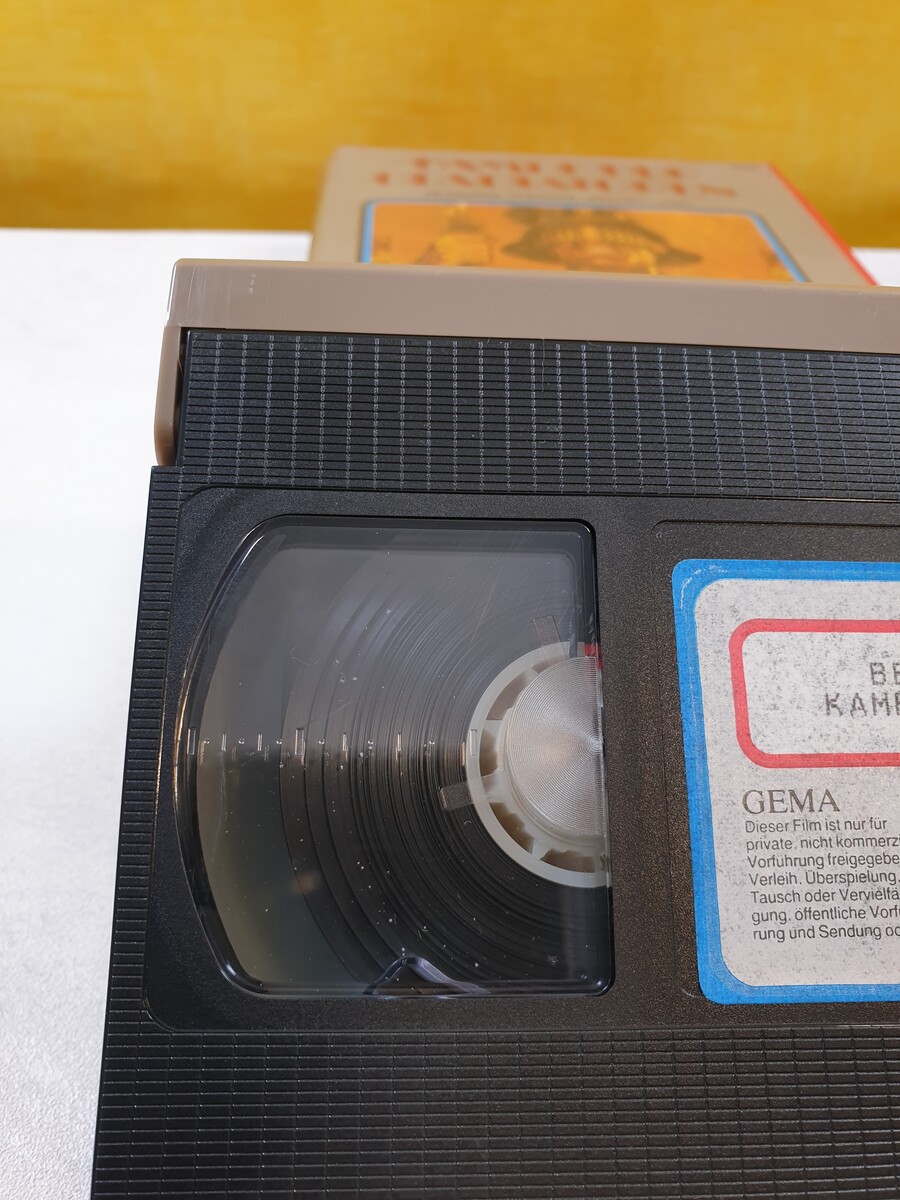 BE
KAMP
GEMA
Dieser Film ist nur für
private, nicht kommerzi
Vorführung freigegebe
Verleih, Überspielung,
Tausch oder Vervielfä
gung, öffentliche Vorfü
rung und Sendung od